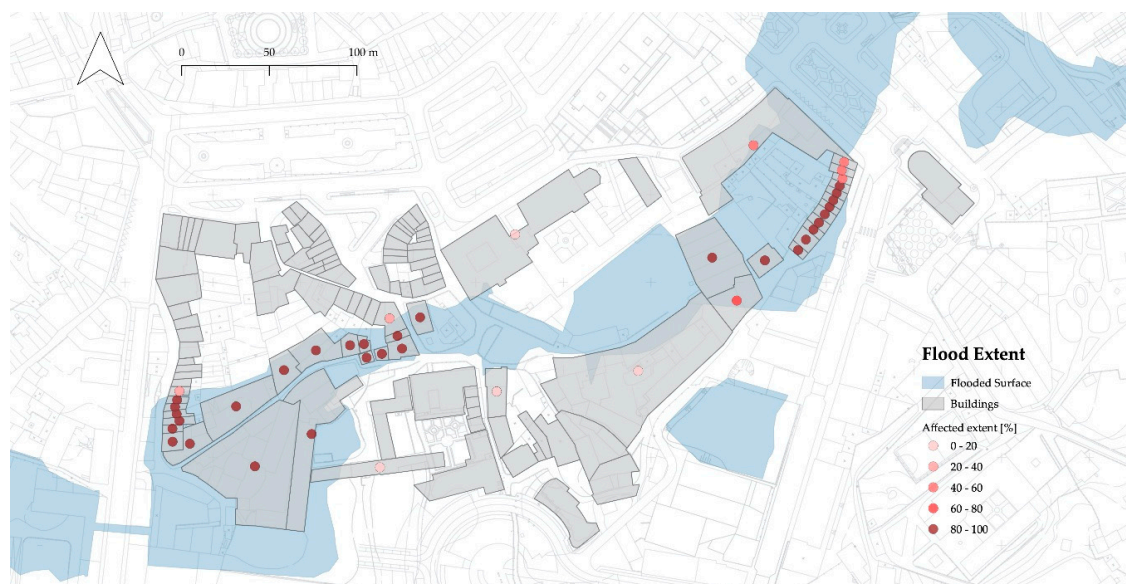 0 50 100 m
Flood Extent
Flooded Surface
Buildings
Affected extent [%]
0 - 20
20 - 40
40 - 60
60 - 80
80 - 100